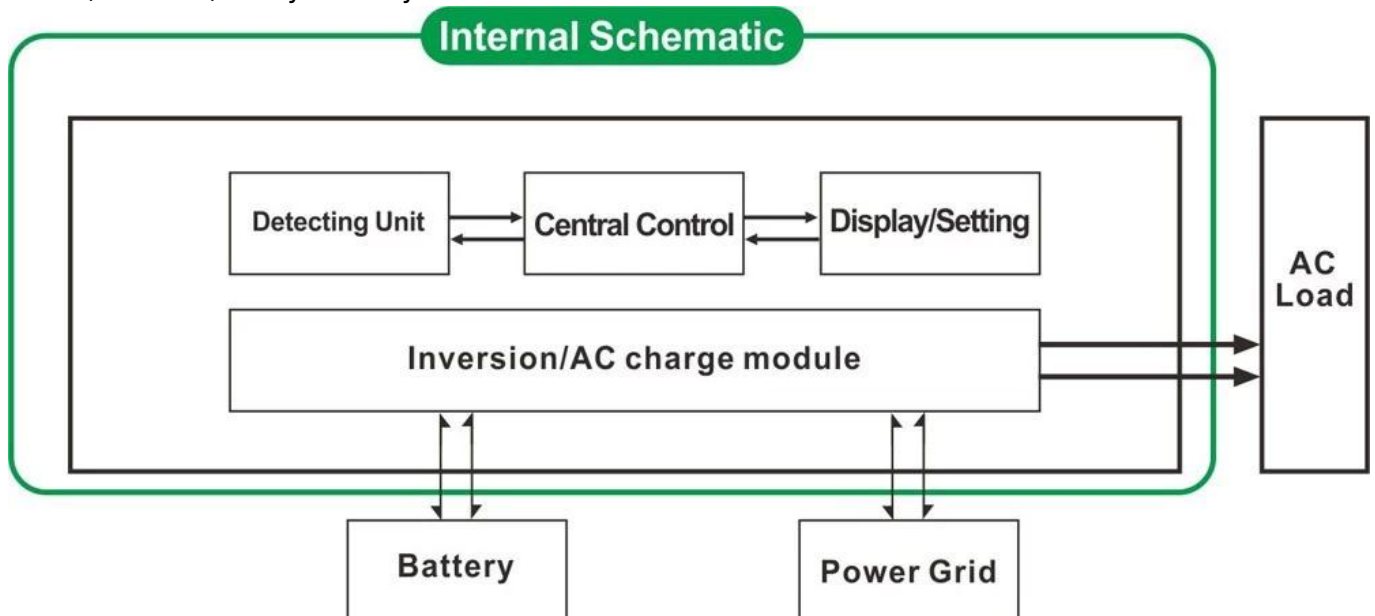 Internal Schematic
Detecting Unit
Central Control
Display/Setting
AC
Load
Inversion/AC charge module
Battery
Power Grid